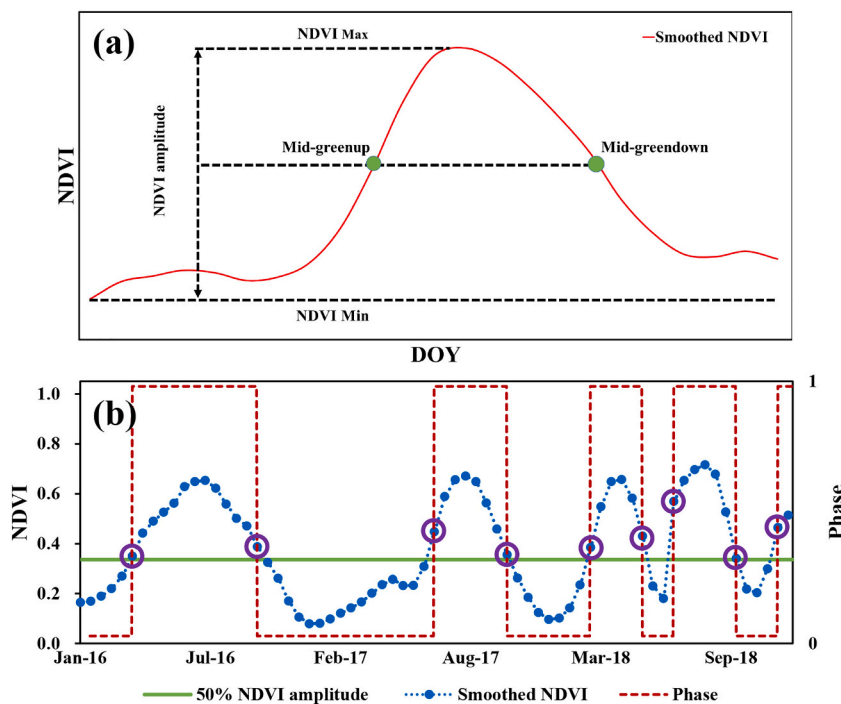 (a)
NDVI Max
Smoothed NDVI
NDVI
NDVI amplitude
Mid-greenup
Mid-greendown
NDVI Min
DOY
(b)
1.0
0.8
0.6
0.4
0.2
0.0
NDVI
1
0
Phase
Jan-16 Jul-16 Feb-17 Aug-17 Mar-18 Sep-18
50% NDVI amplitude Smoothed NDVI Phase